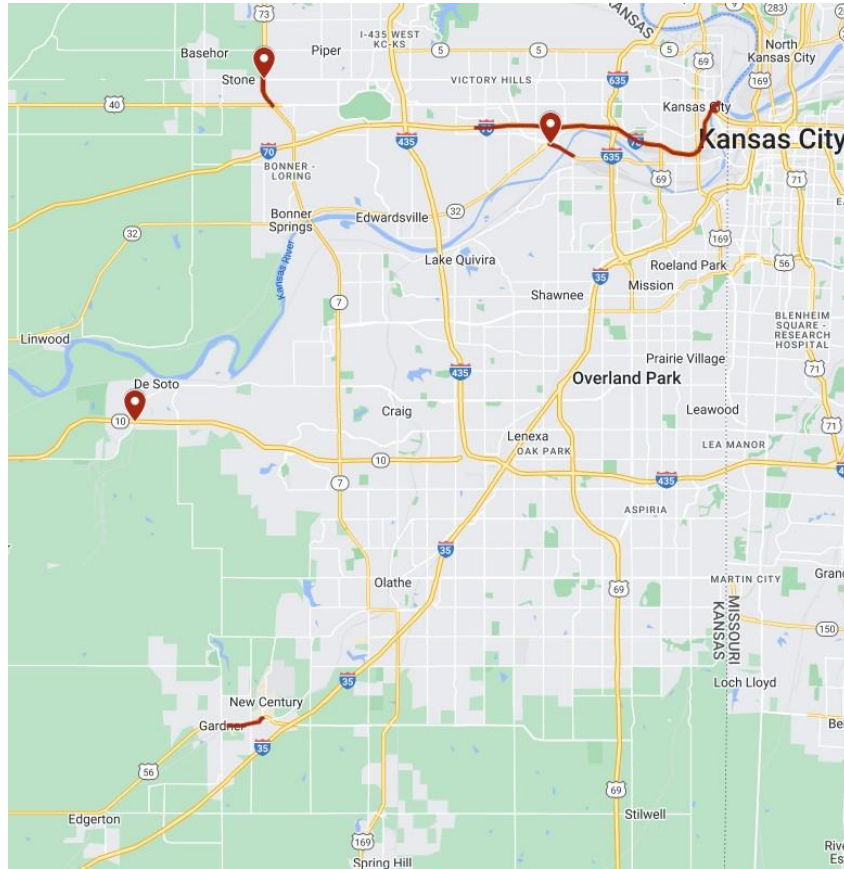 73
KANSAS
9
283
Basehor
Piper
I-435 WEST
KC-KS
5
5
69
North
Kansas City
169
Stone
VICTORY HILLS
635
40
Kansas City
70
435
70
Kansas City
70
BONNER -
LORING
635
69
71
Bonner
Springs
Edwardsville
32
32
169
56
Kansas River
Lake Quivira
Roeland Park
35
Mission
7
Shawnee
BLENHEIM
SQUARE -
RESEARCH
HOSPITAL
Linwood
Prairie Village
435
71
De Soto
Overland Park
10
Craig
Leawood
71
Lenexa
OAK PARK
LEA MANOR
10
7
435
ASPIRIA
35
Olathe
69
MARTIN CITY
Gran
MISSOURI
KANSAS
150
35
Loch Lloyd
New Century
Gardner
Be
35
56
69
Edgerton
Stilwell
169
Spring Hill
Rive
Es